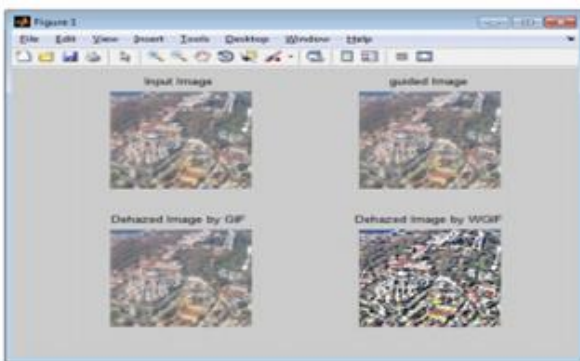 Figure 1
File Edit View Insert Tools Desktop Window Help
Input Image guided Image
Dehazed Image by GIF Dehazed Image by WGIF